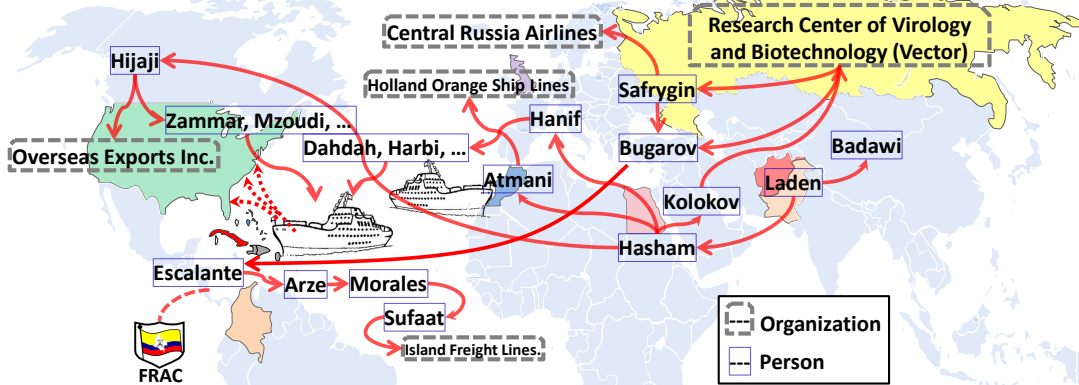 Central Russia Airlines
Research Center of Virology
and Biotechnology (Vector)
Hijaji
Holland Orange Ship Lines
Safrygin
Zammar, Mzoudi, ...
Hanif
Dahdah, Harbi, ...
Bugarov
Badawi
Overseas Exports Inc.
Atmani
Kolokov
Laden
Hasham
Escalante
Arze
Morales
Sufaat
Island Freight Lines.
FRAC
--- Organization
--- Person